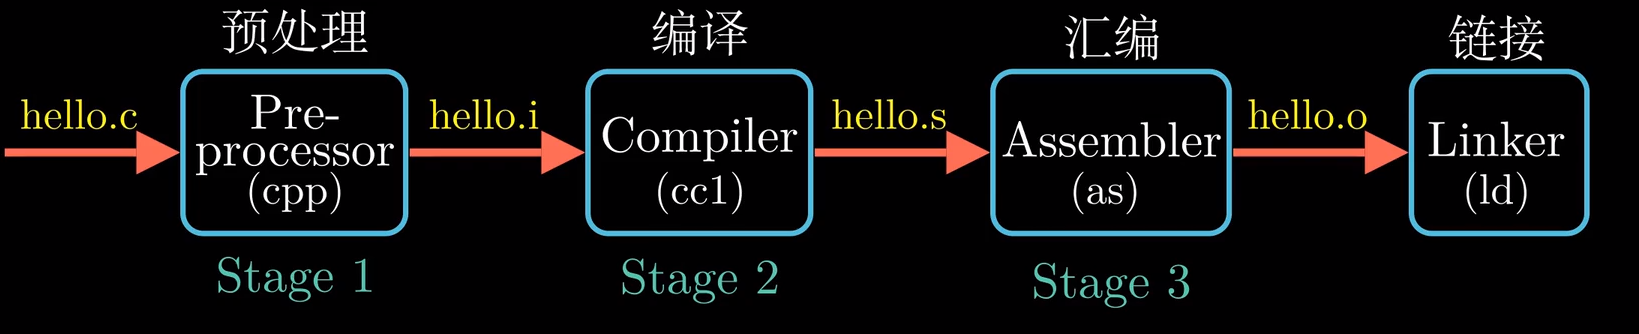 预处理
编译
汇编
链接
hello.c
Pre-
processor
(cpp)
hello.i
Compiler
(cc1)
hello.s
Assembler
(as)
hello.o
Linker
(ld)
Stage 1
Stage 2
Stage 3